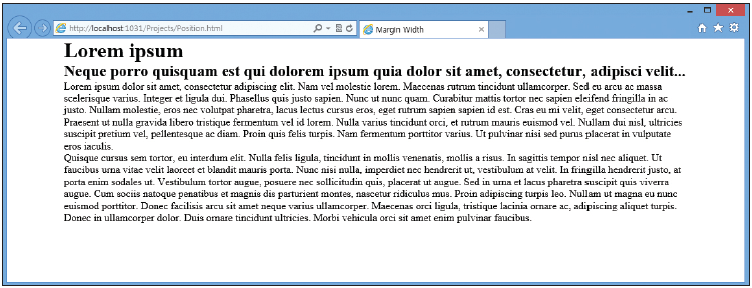 http://localhost:1031/Projects/Position.html
Margin Width
Lorem ipsum
Neque porro quisquam est qui dolorem ipsum quia dolor sit amet, consectetur, adipisci velit...
Lorem ipsum dolor sit amet, consectetur adipiscing elit. Nam vel molestie lorem. Maecenas rutrum tincidunt ullamcorper. Sed eu arcu ac massa
scelerisque varius. Integer et ligula dui. Phasellus quis justo sapien. Nunc ut nunc quam. Curabitur mattis tortor nec sapien eleifend fringilla in ac
justo. Nullam molestie, eros nec volutpat pharetra, lacus lectus cursus eros, eget rutrum sapien sapien id est. Cras eu mi velit, eget consectetur arcu.
Praesent ut nulla gravida libero tristique fermentum vel id lorem. Nulla varius tincidunt orci, et rutrum mauris euismod vel. Nullam dui nisl, ultricies
suscipit pretium vel, pellentesque ac diam. Proin quis felis turpis. Nam fermentum porttitor varius. Ut pulvinar nisi sed purus placerat in vulputate
eros iaculis.
Quisque cursus sem tortor, eu interdum elit. Nulla felis ligula, tincidunt in mollis venenatis, mollis a risus. In sagittis tempor nisl nec aliquet. Ut
faucibus urna vitae velit laoreet et blandit mauris porta. Nunc nisi nulla, imperdiet nec hendrerit ut, vestibulum at velit. In fringilla hendrerit justo, at
porta enim sodales ut. Vestibulum tortor augue, posuere nec sollicitudin quis, placerat ut augue. Sed in urna et lacus pharetra suscipit quis viverra
augue. Cum sociis natoque penatibus et magnis dis parturient montes, nascetur ridiculus mus. Proin adipiscing turpis leo. Nullam ut magna eu nunc
euismod porttitor. Donec facilisis arcu sit amet neque varius ullamcorper. Maecenas orci ligula, tristique lacinia ornare ac, adipiscing aliquet turpis.
Donec in ullamcorper dolor. Duis ornare tincidunt ultricies. Morbi vehicula orci sit amet enim pulvinar faucibus.